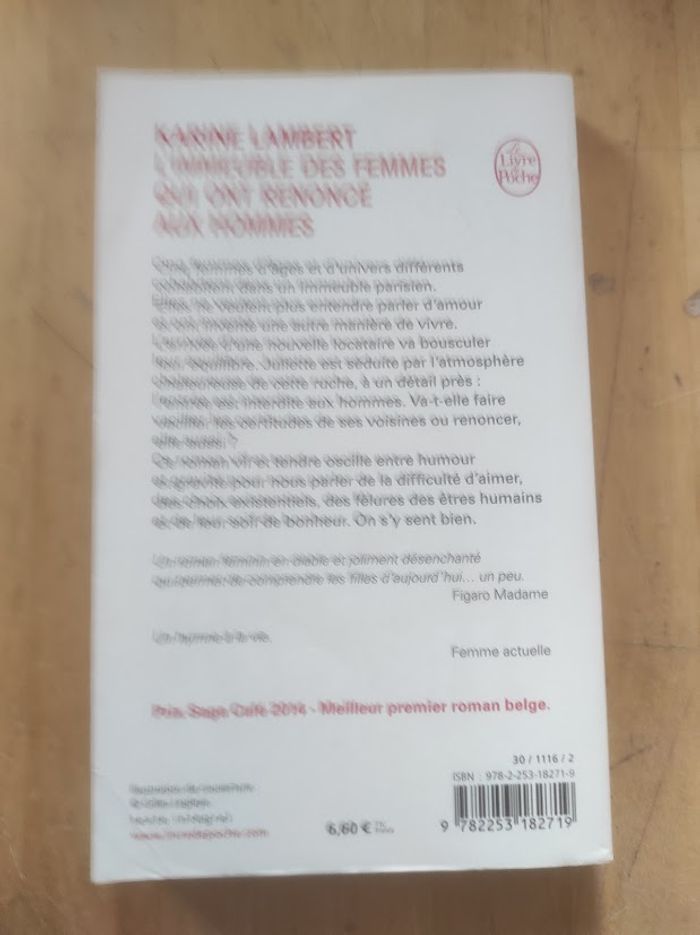 KARINE LAMBERT
L'IMMEUBLE DES FEMMES
QUI ONT RENONCÉ
AUX HOMMES
Le
Livre
de
Poche
Cinq femmes d'âges et d'univers différents
cohabitent dans un immeuble parisien.
Elles ne veulent plus entendre parler d'amour
et ont inventé une autre manière de vivre.
L'arrivée d'une nouvelle locataire va bousculer
leur équilibre. Juliette est séduite par l'atmosphère
chaleureuse de cette ruche, à un détail près :
l'entrée est interdite aux hommes. Va-t-elle faire
vaciller les certitudes de ses voisines ou renoncer,
elle aussi ?
Ce roman vif et tendre oscille entre humour
et gravité pour nous parler de la difficulté d'aimer,
des choix existentiels, des fêlures des êtres humains
et de leur soif de bonheur. On s'y sent bien.
Un roman féminin en diable et joliment désenchanté
qui permet de comprendre les filles d'aujourd'hui... un peu.
Figaro Madame
Un hymne à la vie.
Femme actuelle
Prix Saga Café 2014 - Meilleur premier roman belge.
30 / 1116 / 2
ISBN : 978-2-253-18271-9
www.livredepoche.com
6,60 € TTC
France
9 782253 182719